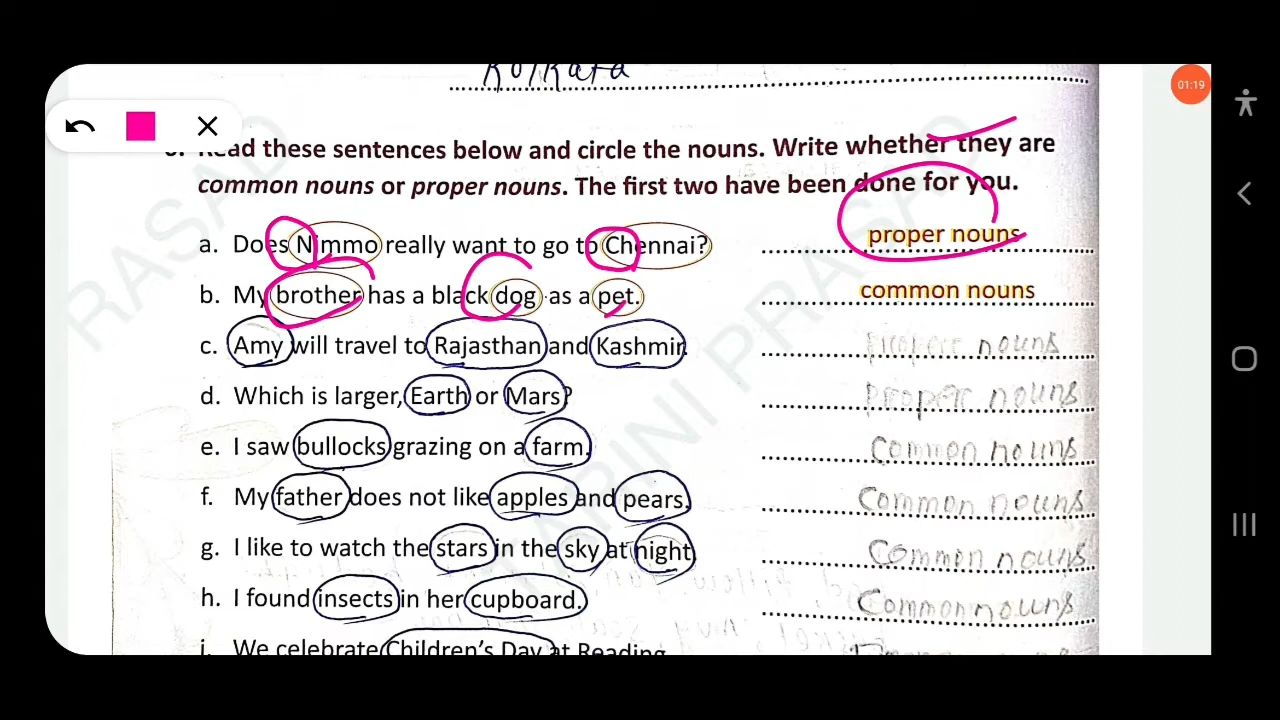 Kolkata
01:19
Read these sentences below and circle the nouns. Write whether they are
common nouns or proper nouns. The first two have been done for you.
a. Does Nimmo really want to go to Chennai? proper nouns
b. My brother has a black dog as a pet. common nouns
c. Amy will travel to Rajasthan and Kashmir. proper nouns
d. Which is larger, Earth or Mars? proper nouns
e. I saw bullocks grazing on a farm. Common nouns
f. My father does not like apples and pears. Common nouns
g. I like to watch the stars in the sky at night. Common nouns
h. I found insects in her cupboard. Common nouns
i. We celebrate Children's Day at Reading
TARINI PRASAD
RASAD